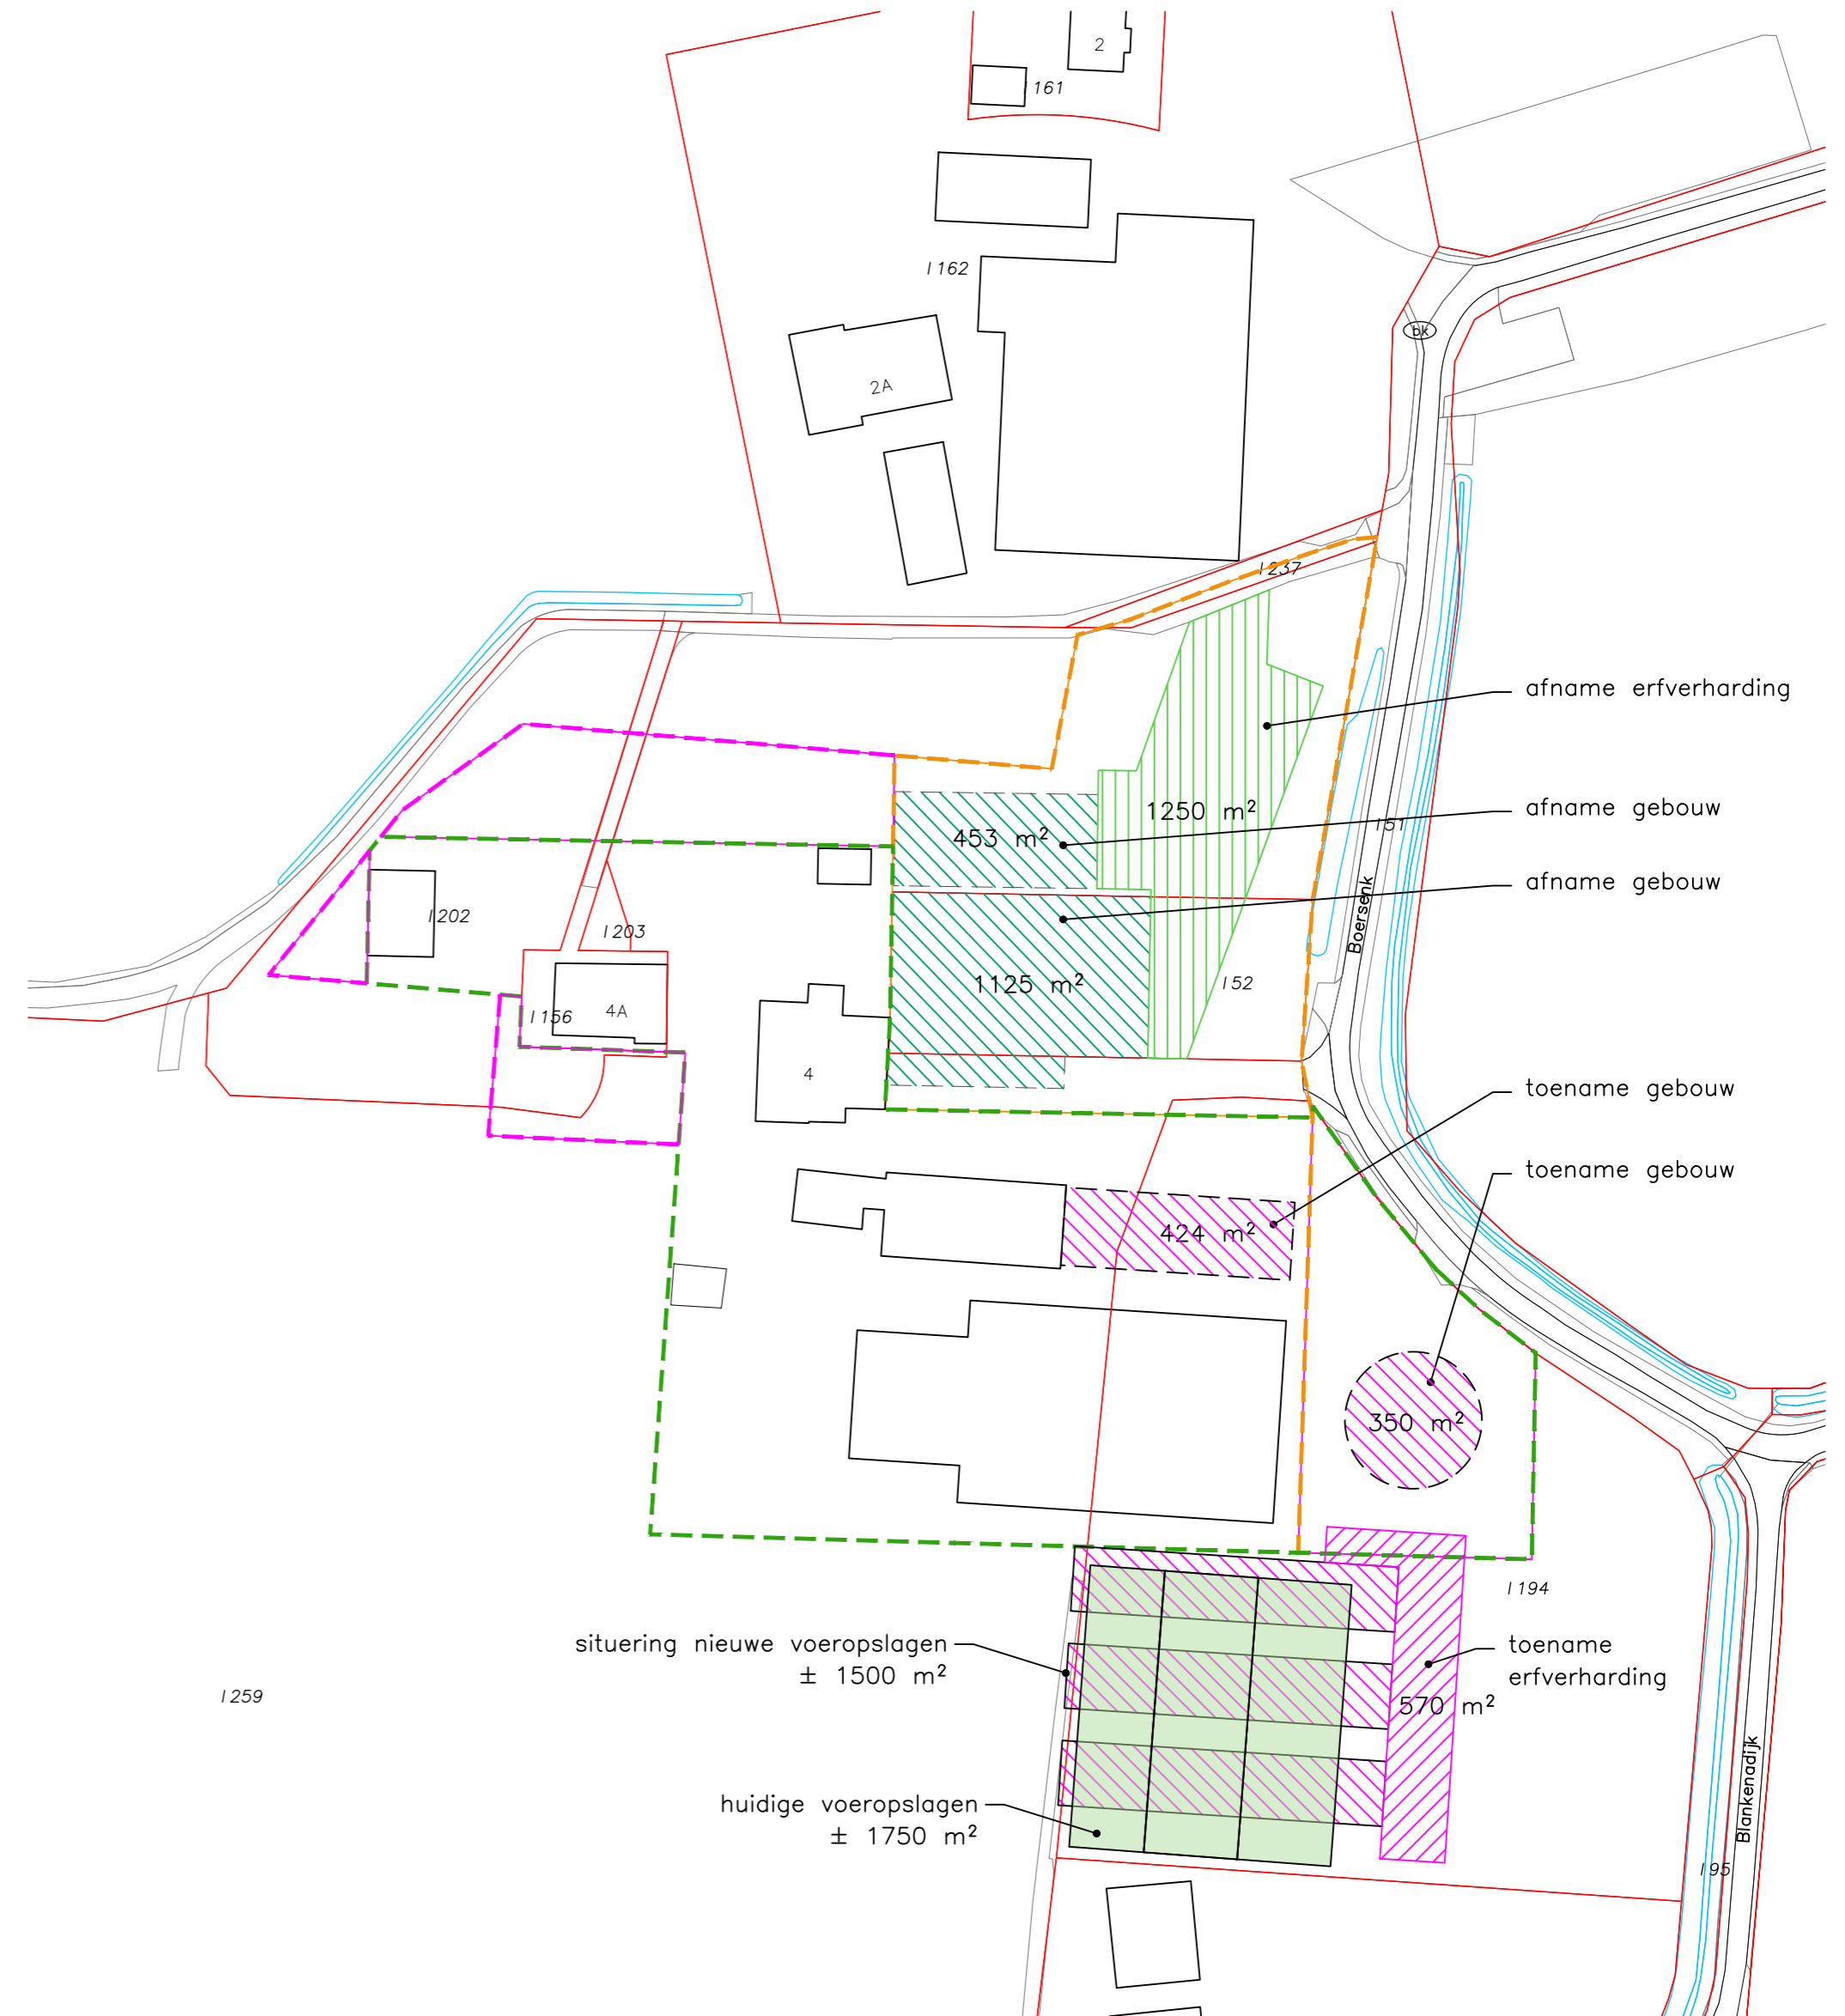 2
I 161
I 162
bk
2A
I 237
afname erfverharding
1250 m²
afname gebouw
453 m²
I 51
afname gebouw
Boersenk
I 202
I 203
1125 m²
I 52
I 156
4A
4
toename gebouw
toename gebouw
424 m²
350 m²
I 194
situering nieuwe voeropslagen
± 1500 m²
toename
erfverharding
I 259
570 m²
huidige voeropslagen
± 1750 m²
Blankenadijk
I 95